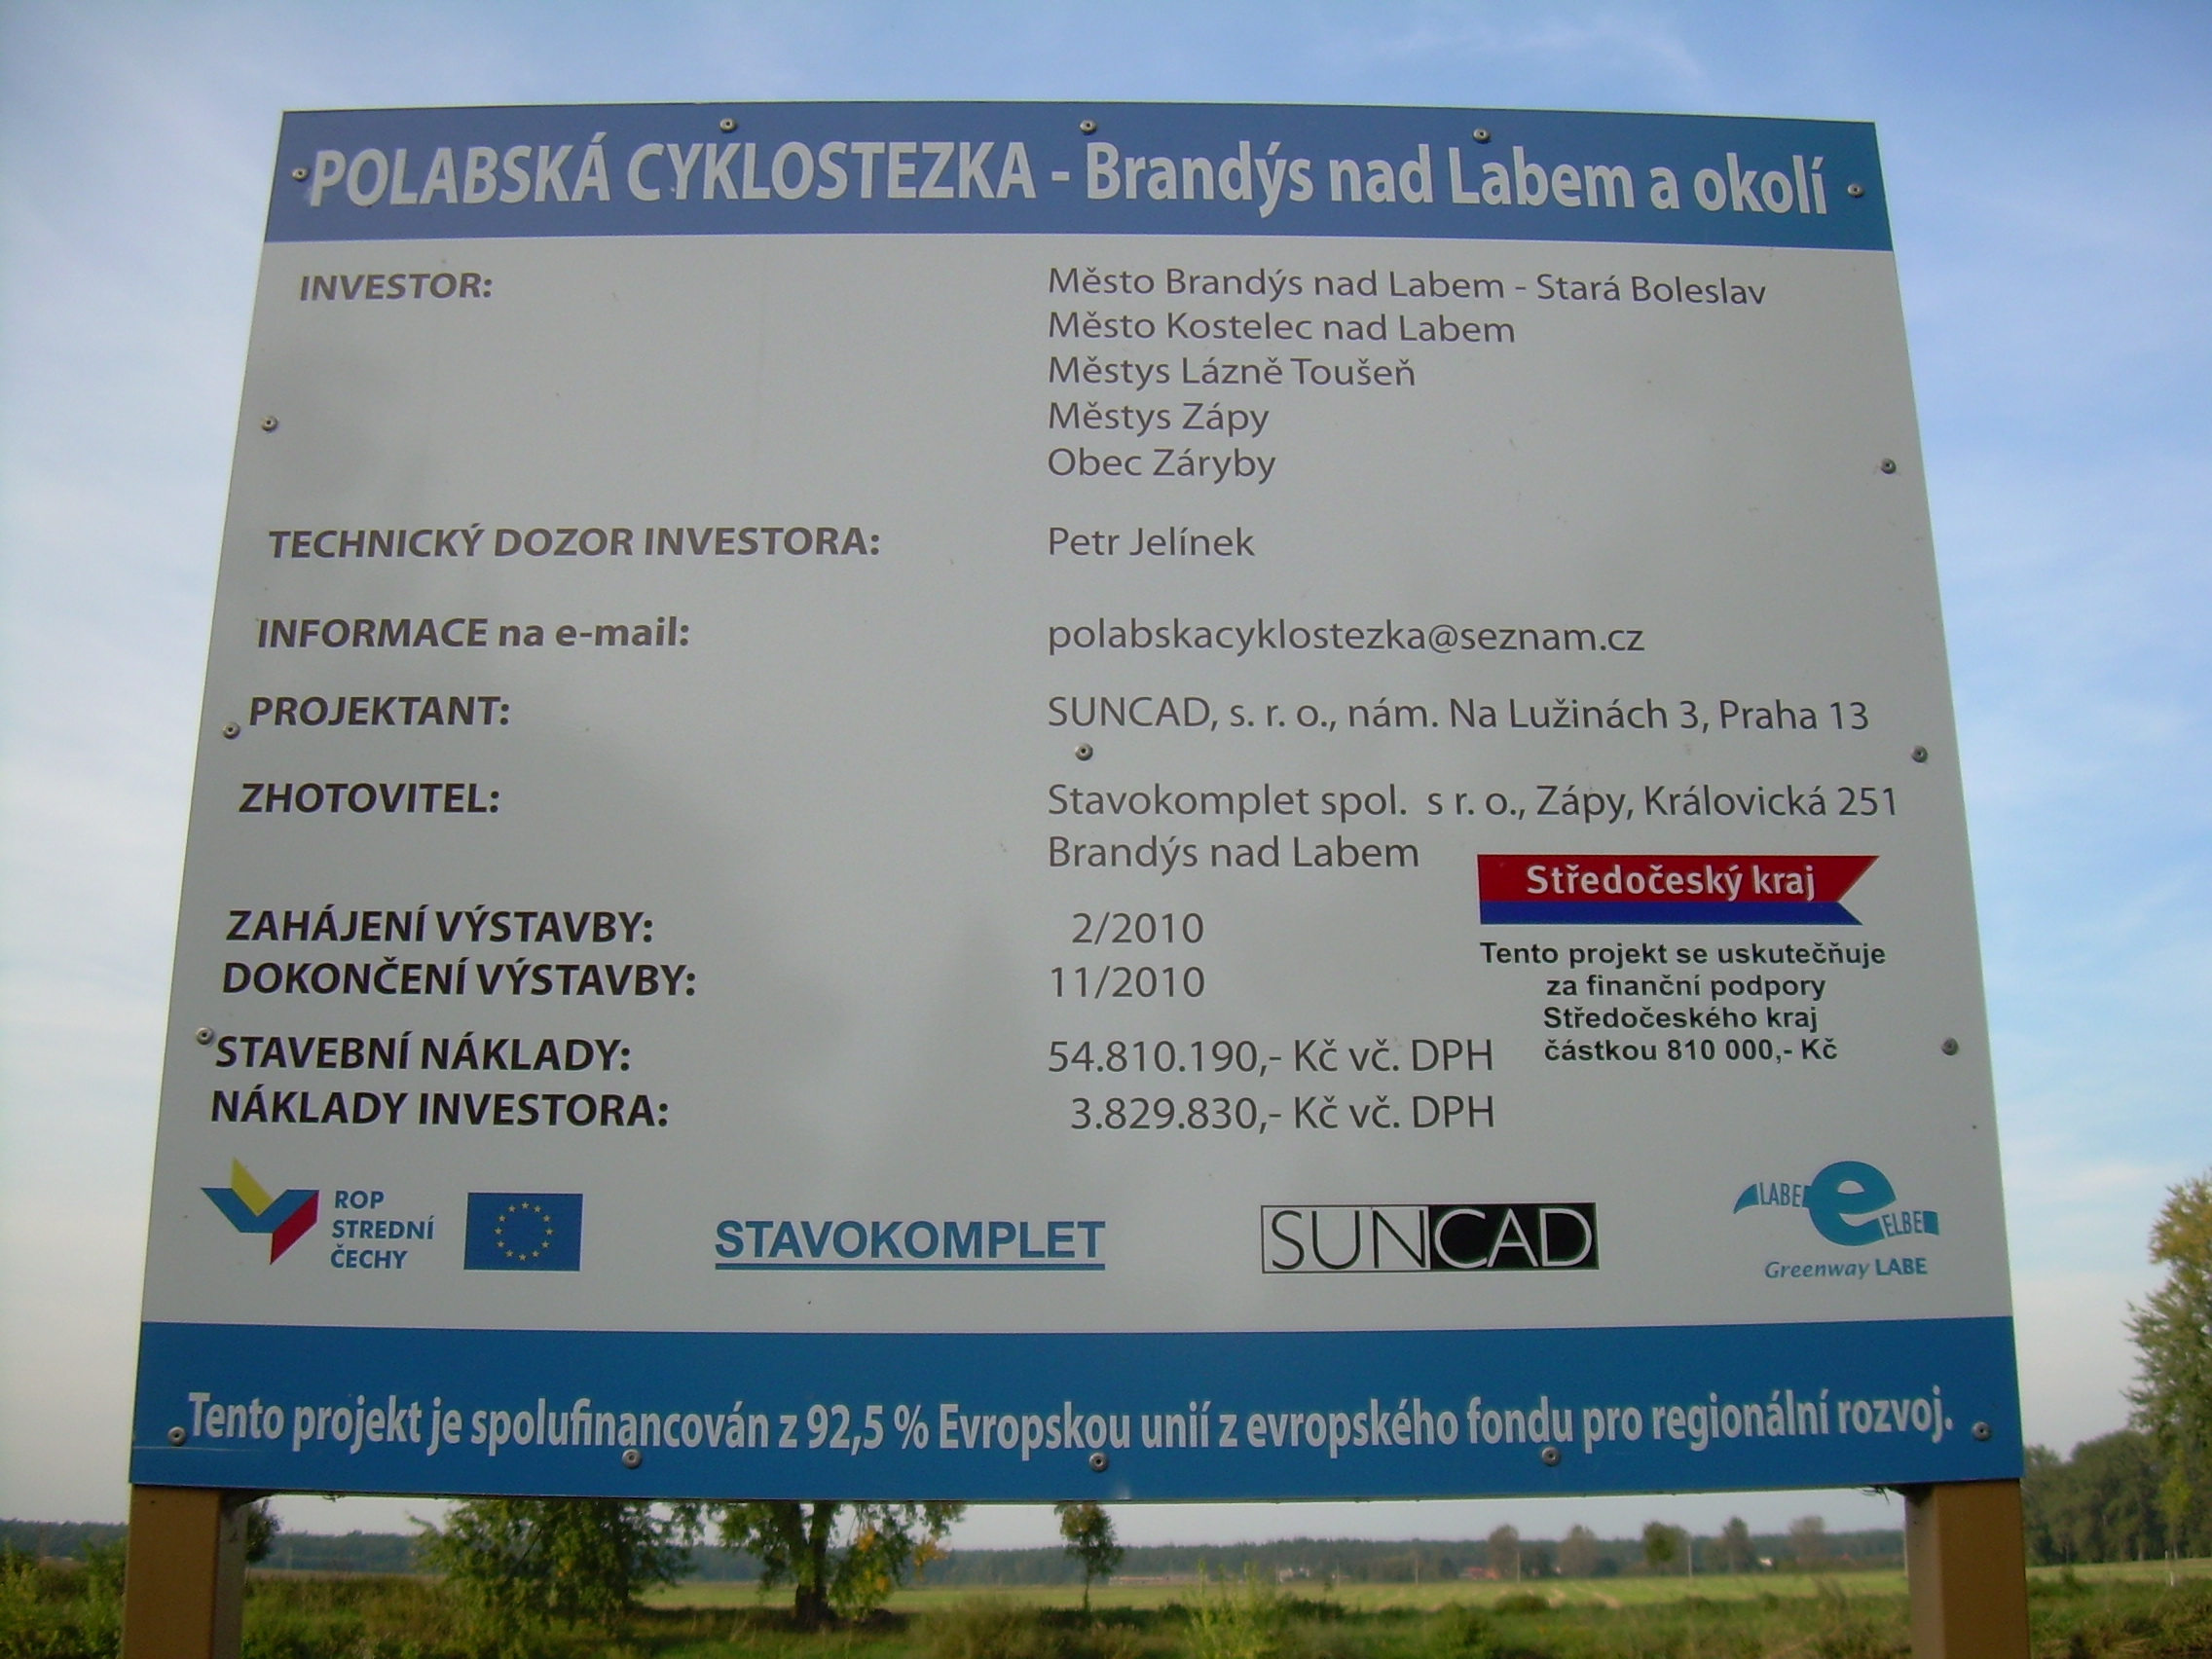 POLABSKÁ CYKLOSTEZKA - Brandýs nad Labem a okolí
INVESTOR: Město Brandýs nad Labem - Stará Boleslav
Město Kostelec nad Labem
Městys Lázně Toušeň
Městys Zápy
Obec Záryby
TECHNICKÝ DOZOR INVESTORA: Petr Jelínek
INFORMACE na e-mail: polabskacyklostezka@seznam.cz
PROJEKTANT: SUNCAD, s. r. o., nám. Na Lužinách 3, Praha 13
ZHOTOVITEL: Stavokomplet spol. s r. o., Zápy, Královická 251
Brandýs nad Labem
ZAHÁJENÍ VÝSTAVBY: 2/2010
DOKONČENÍ VÝSTAVBY: 11/2010
STAVEBNÍ NÁKLADY: 54.810.190,- Kč vč. DPH
NÁKLADY INVESTORA: 3.829.830,- Kč vč. DPH
Středočeský kraj
Tento projekt se uskutečňuje
za finanční podpory
Středočeského kraj
částkou 810 000,- Kč
ROP
STREDNÍ
ČECHY
STAVOKOMPLET
SUNCAD
LABE e ELBE
Greenway LABE
Tento projekt je spolufinancován z 92,5 % Evropskou unií z evropského fondu pro regionální rozvoj.